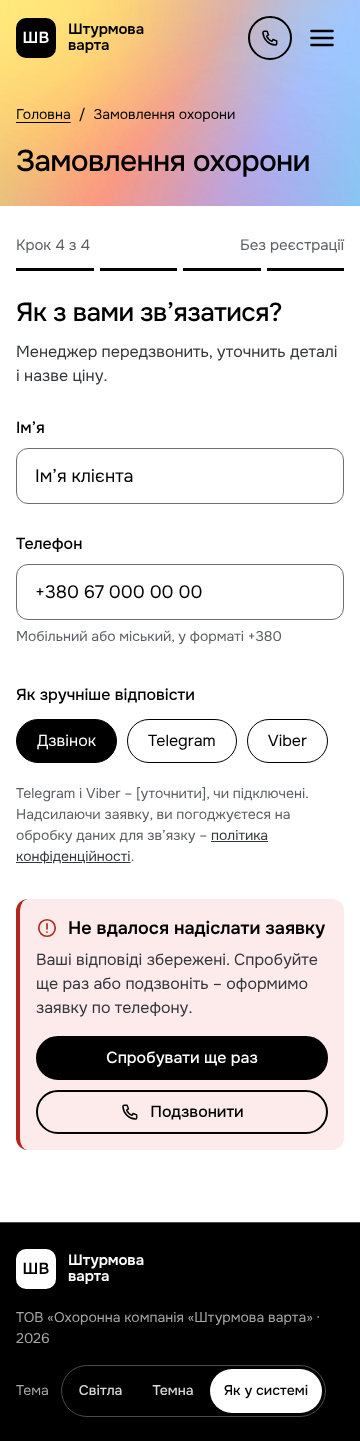 ШВ
Штурмова
варта
Головна / Замовлення охорони
Замовлення охорони
Крок 4 з 4
Без реєстрації
Як з вами зв’язатися?
Менеджер передзвонить, уточнить деталі
і назве ціну.
Ім’я
Ім’я клієнта
Телефон
+380 67 000 00 00
Мобільний або міський, у форматі +380
Як зручніше відповісти
Дзвінок
Telegram
Viber
Telegram і Viber – [уточнити], чи підключені.
Надсилаючи заявку, ви погоджуєтеся на
обробку даних для зв’язку – політика
конфіденційності.
Не вдалося надіслати заявку
Ваші відповіді збережені. Спробуйте
ще раз або подзвоніть – оформимо
заявку по телефону.
Спробувати ще раз
Подзвонити
ШВ
Штурмова
варта
ТОВ «Охоронна компанія «Штурмова варта» ·
2026
Тема
Світла
Темна
Як у системі